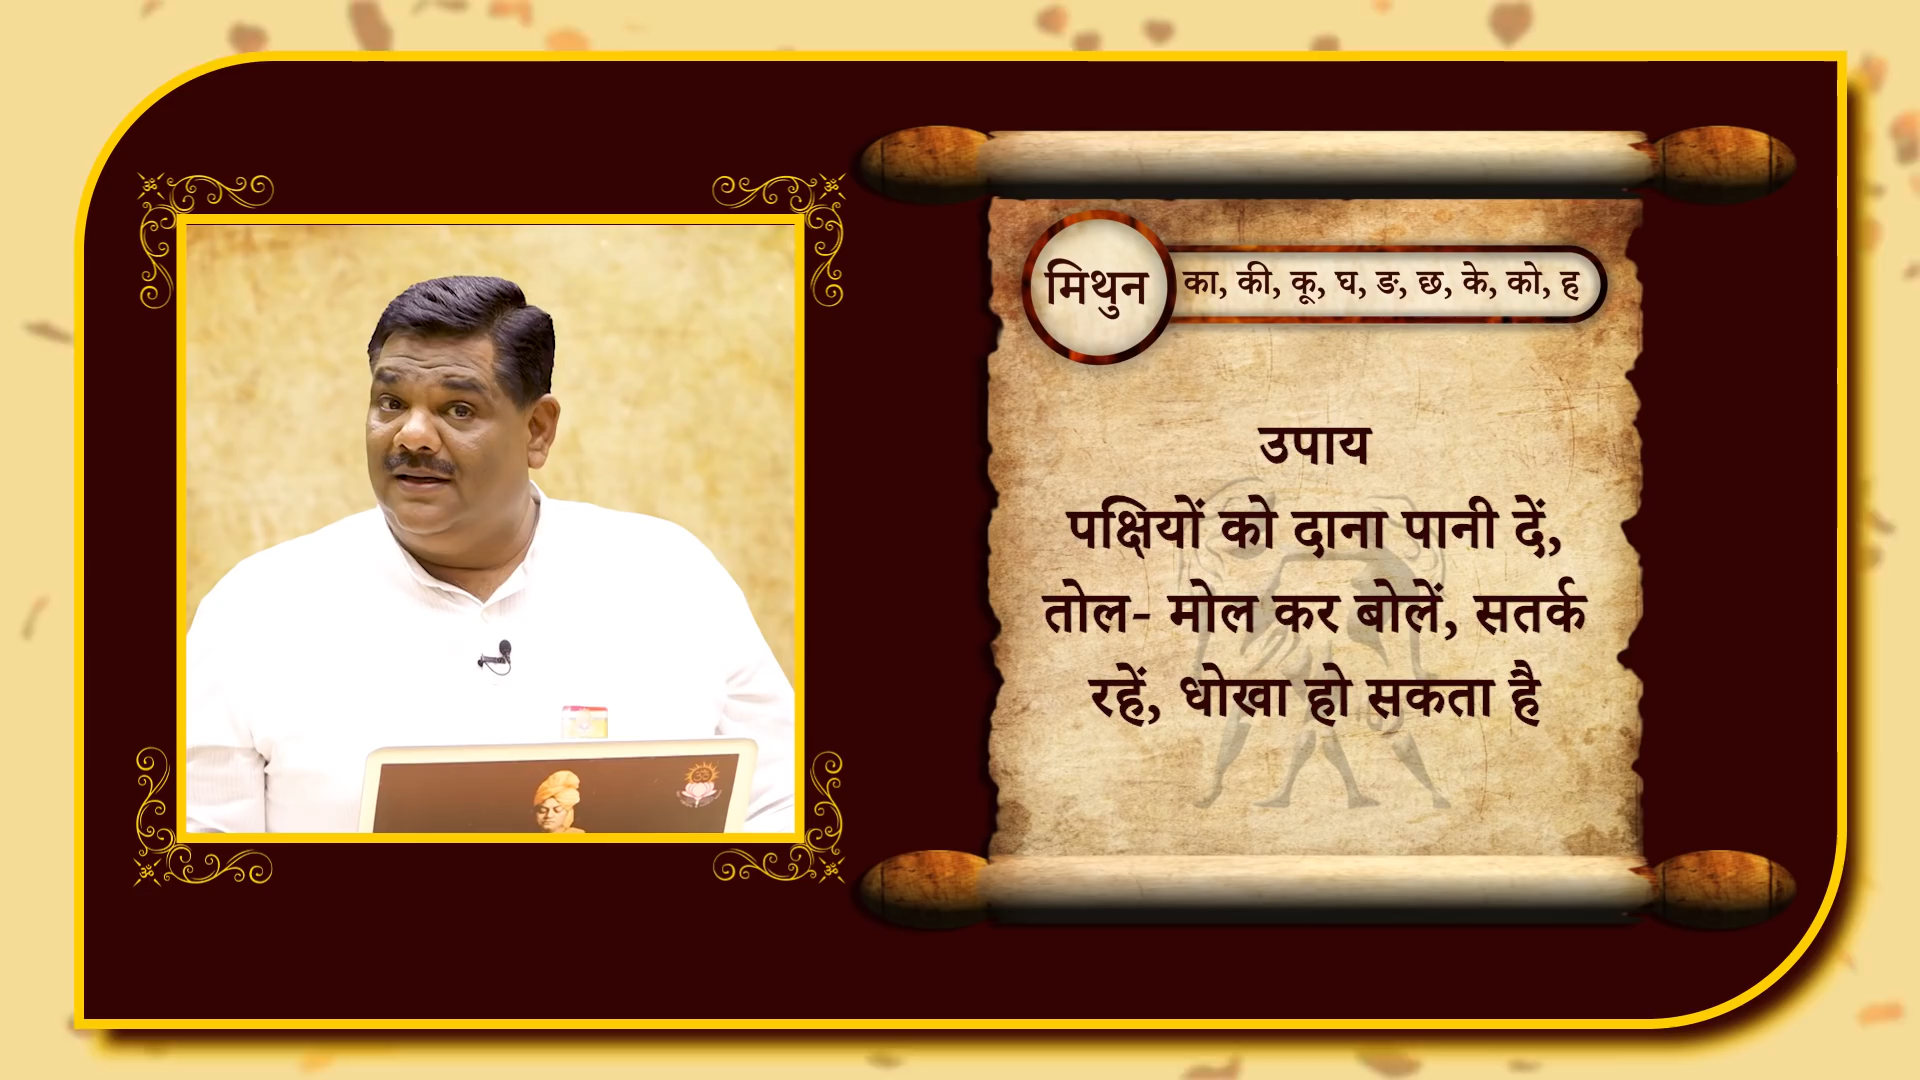 मिथुन
का, की, कू, घ, ङ, छ, के, को, ह
उपाय
पक्षियों को दाना पानी दें,
तोल- मोल कर बोलें, सतर्क
रहें, धोखा हो सकता है